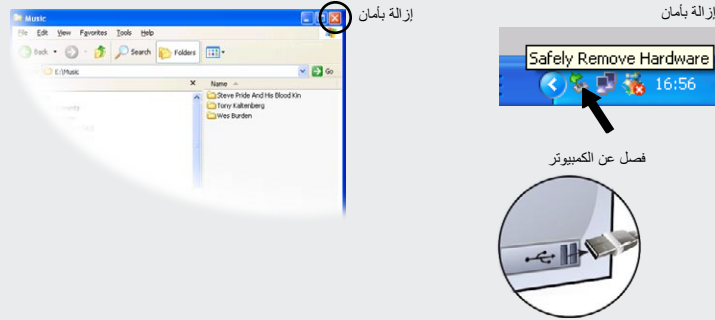 Music
إزالة بأمان
File Edit View Favorites Tools Help
Back Search Folders
E:\Music Go
Name
Steve Pride And His Blood Kin
Tony Kaltenberg
Wes Burden
إزالة بأمان
Safely Remove Hardware
16:56
فصل عن الكمبيوتر